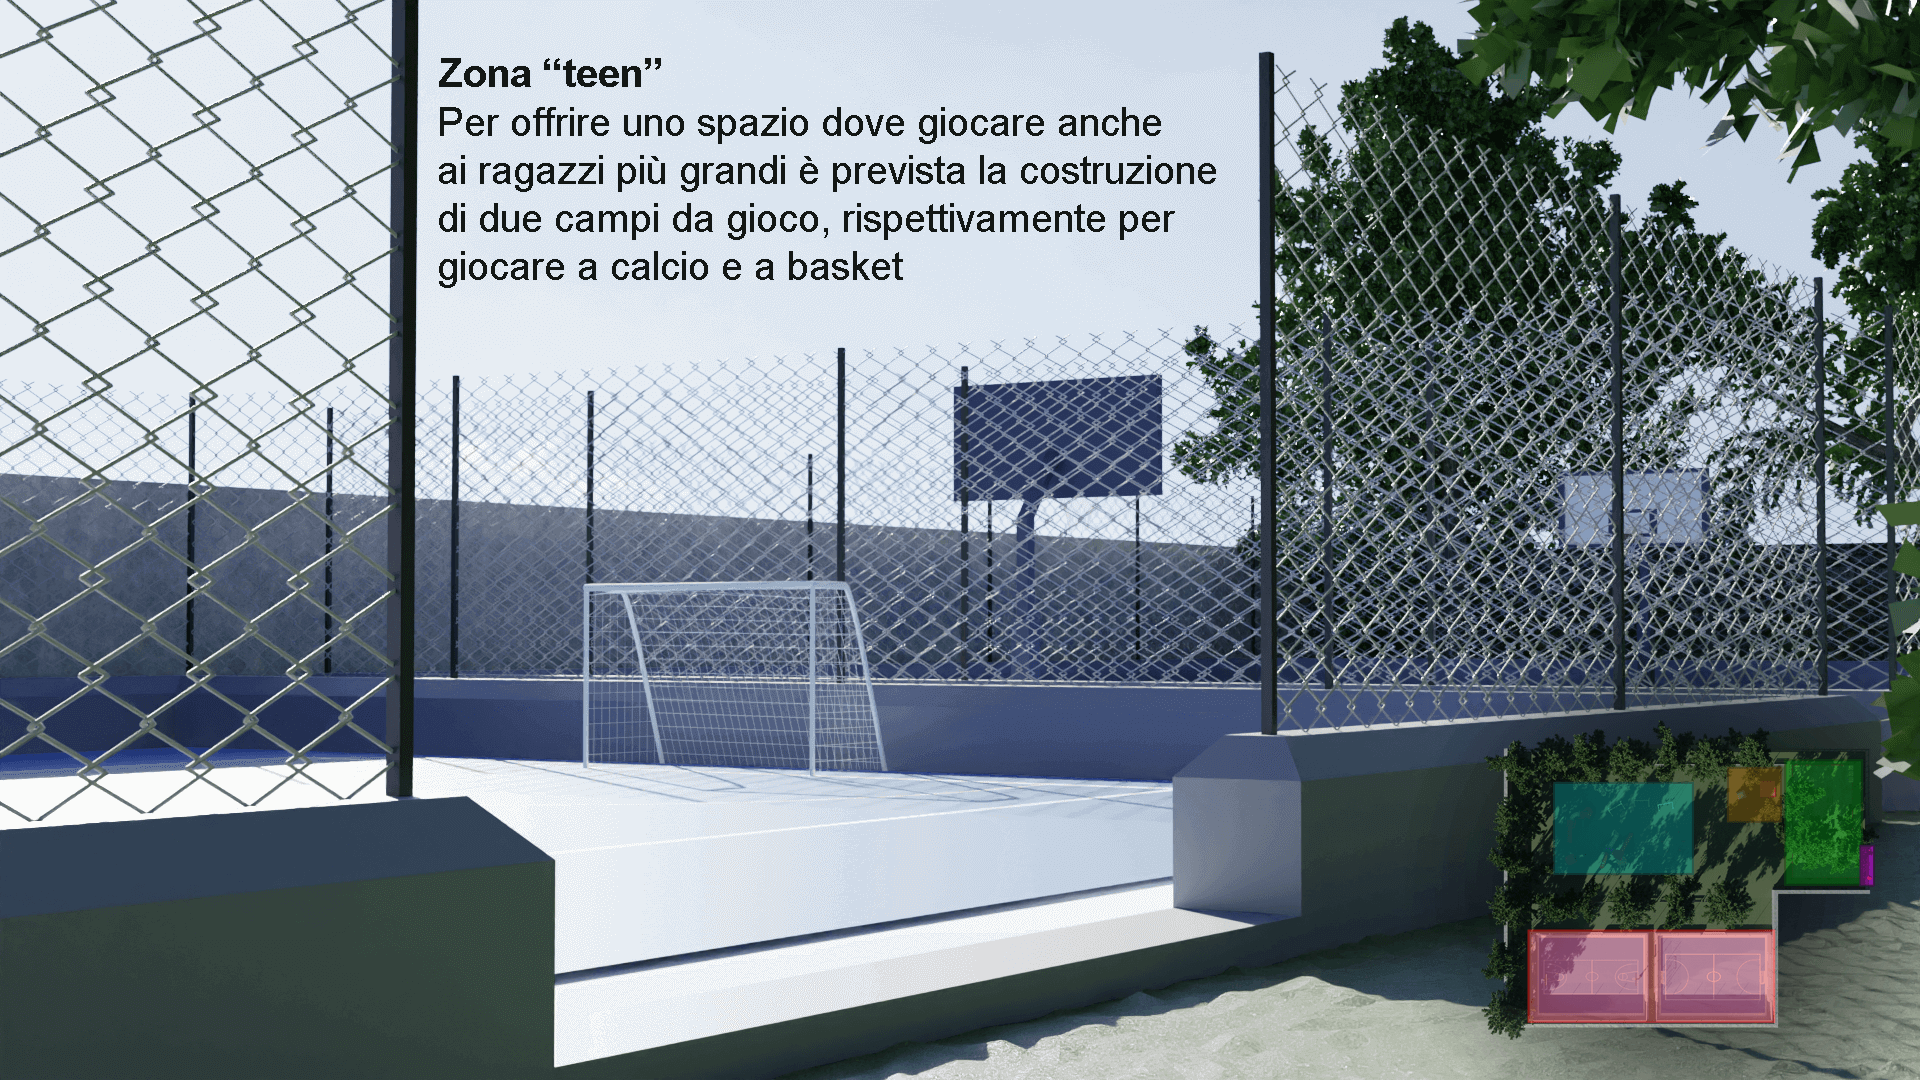 Zona “teen”
Per offrire uno spazio dove giocare anche
ai ragazzi più grandi è prevista la costruzione
di due campi da gioco, rispettivamente per
giocare a calcio e a basket